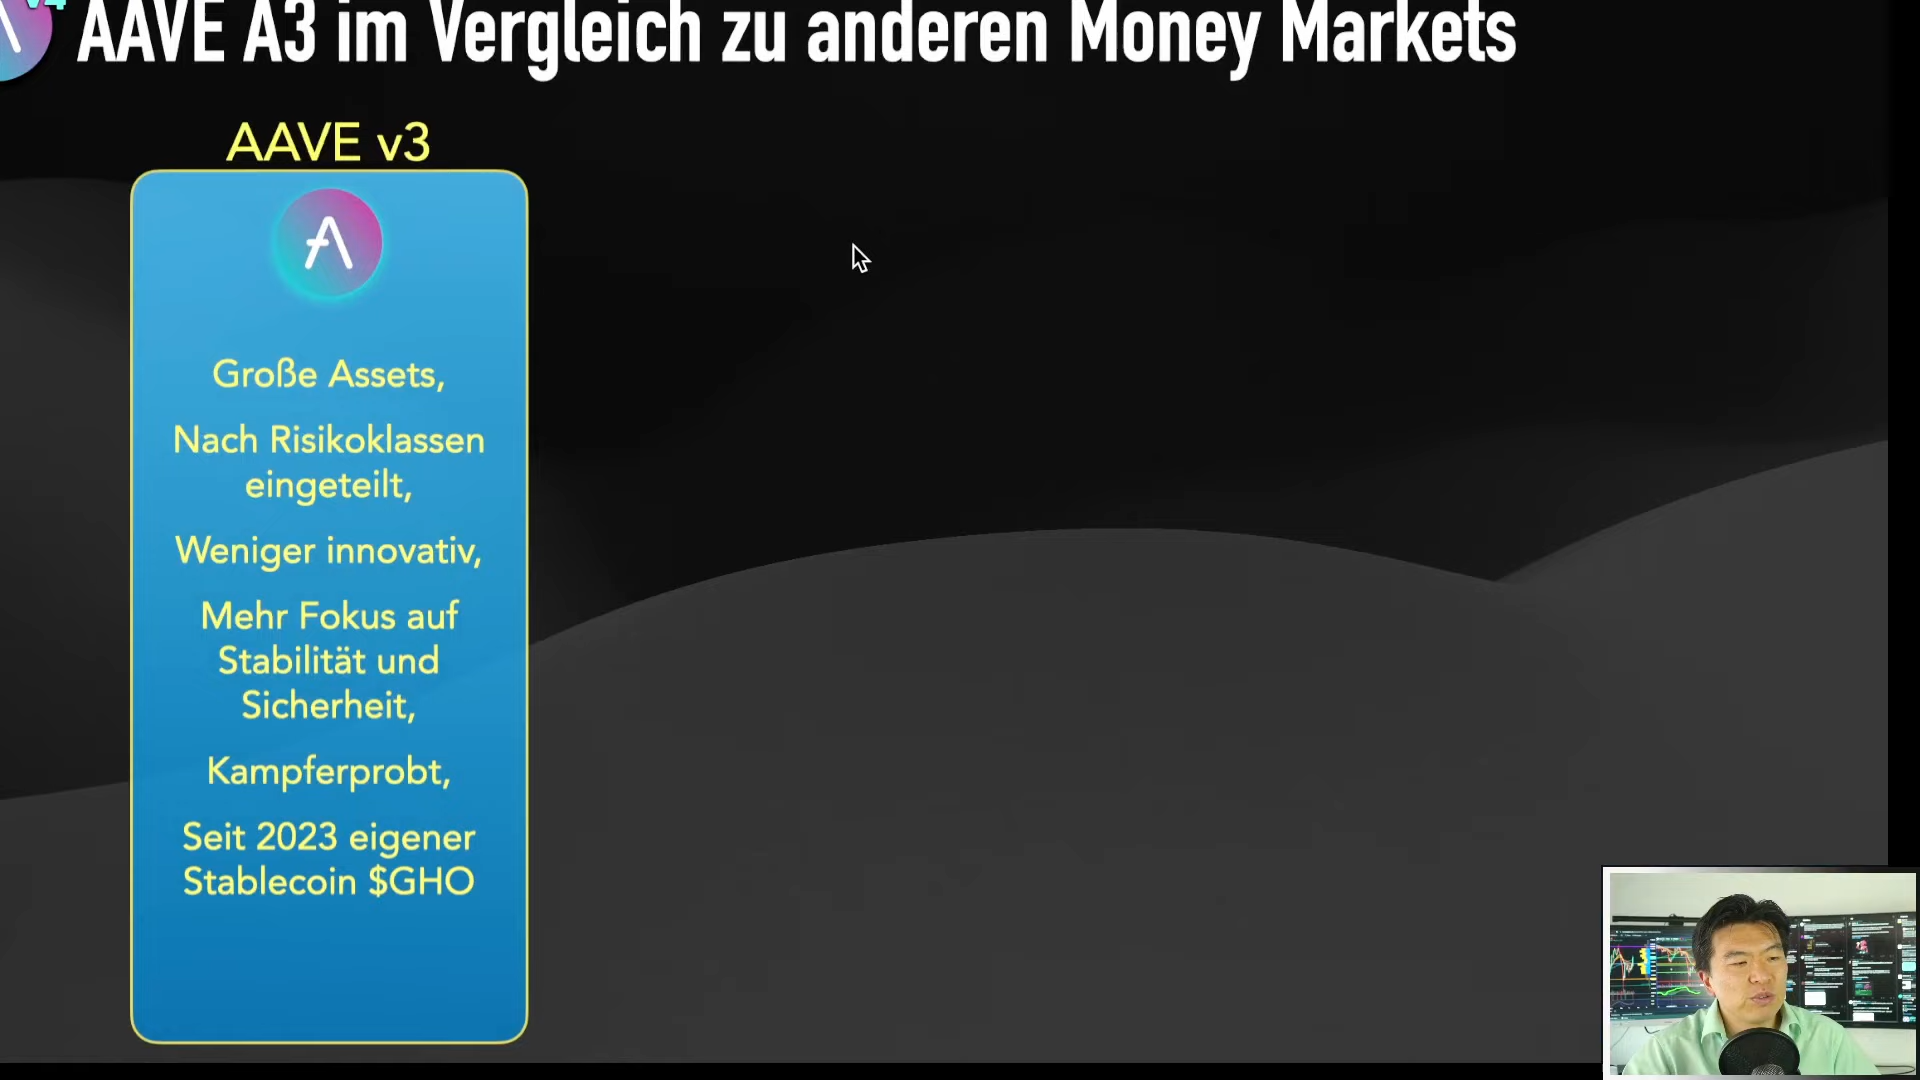 v4
AAVE A3 im Vergleich zu anderen Money Markets
AAVE v3
Große Assets,
Nach Risikoklassen
eingeteilt,
Weniger innovativ,
Mehr Fokus auf
Stabilität und
Sicherheit,
Kampferprobt,
Seit 2023 eigener
Stablecoin $GHO